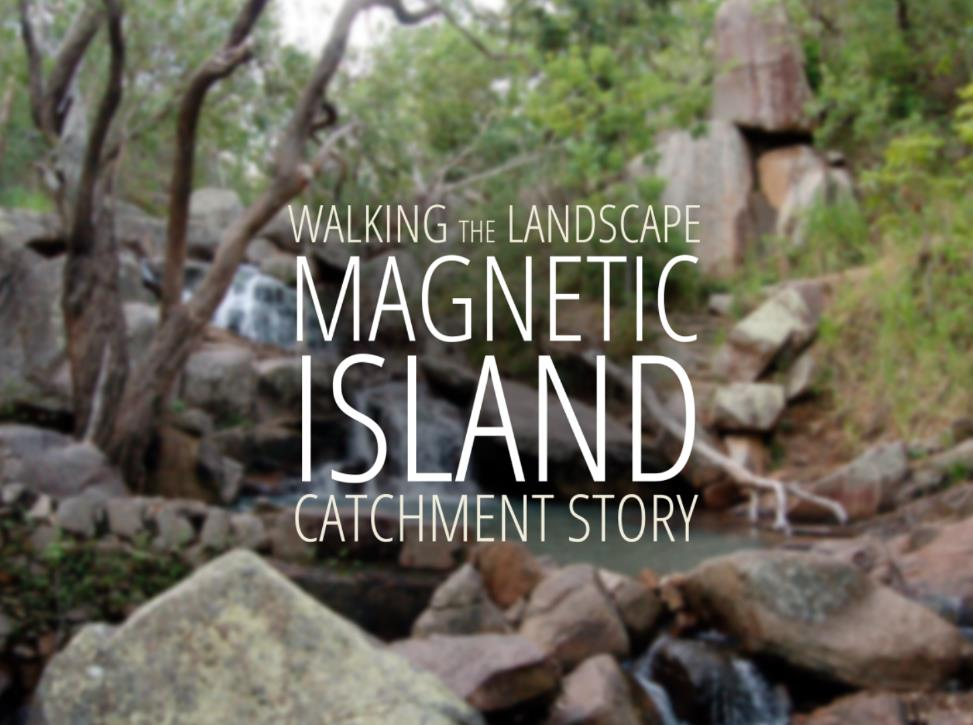 WALKING THE LANDSCAPE
MAGNETIC
ISLAND
CATCHMENT STORY